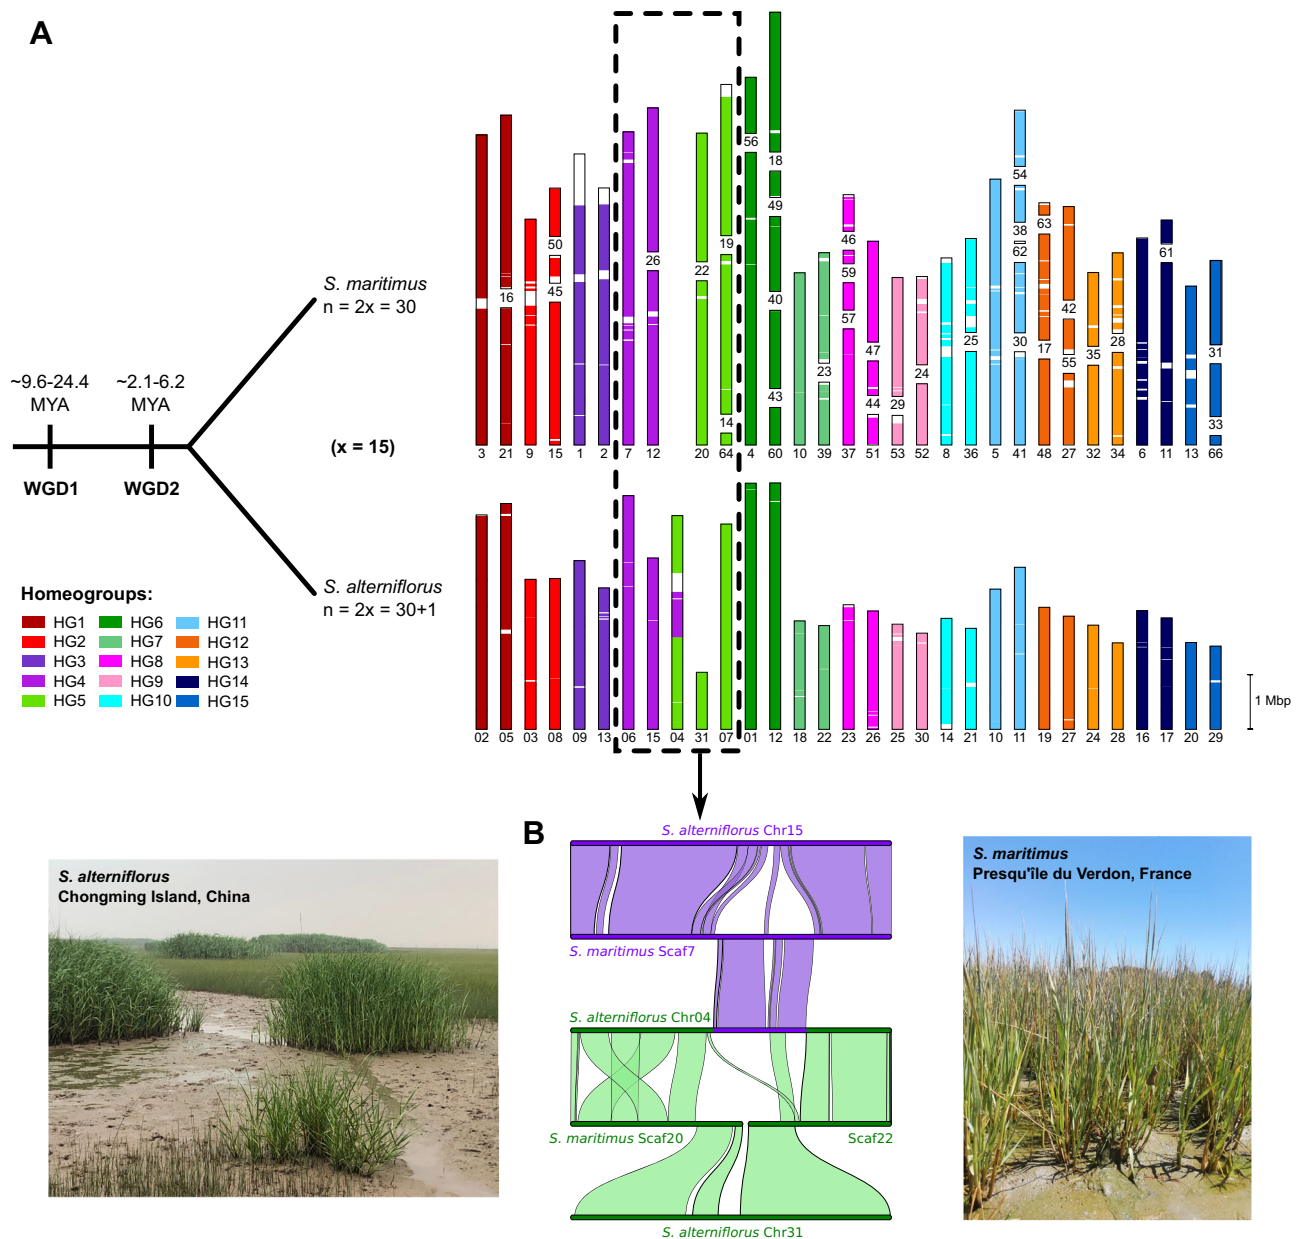 A
S. maritimus
n = 2x = 30
~9.6-24.4
MYA
~2.1-6.2
MYA
WGD1
WGD2
(x = 15)
S. alterniflorus
n = 2x = 30+1
Homeogroups:
HG1 HG6 HG11
HG2 HG7 HG12
HG3 HG8 HG13
HG4 HG9 HG14
HG5 HG10 HG15
56
18
54
50
19
49
46
38
63
61
26
59
62
22
16
45
40
42
57
30
25
17
28
31
47
35
55
23
24
43
44
29
14
33
3 21 9 15 1 2 7 12 20 64 4 60 10 39 37 51 53 52 8 36 5 41 48 27 32 34 6 11 13 66
02 05 03 08 09 13 06 15 04 31 07 01 12 18 22 23 26 25 30 14 21 10 11 19 27 24 28 16 17 20 29
1 Mbp
B
S. alterniflorus Chr15
S. maritimus Scaf7
S. alterniflorus Chr04
S. maritimus Scaf20
Scaf22
S. alterniflorus Chr31
S. alterniflorus
Chongming Island, China
S. maritimus
Presqu'île du Verdon, France